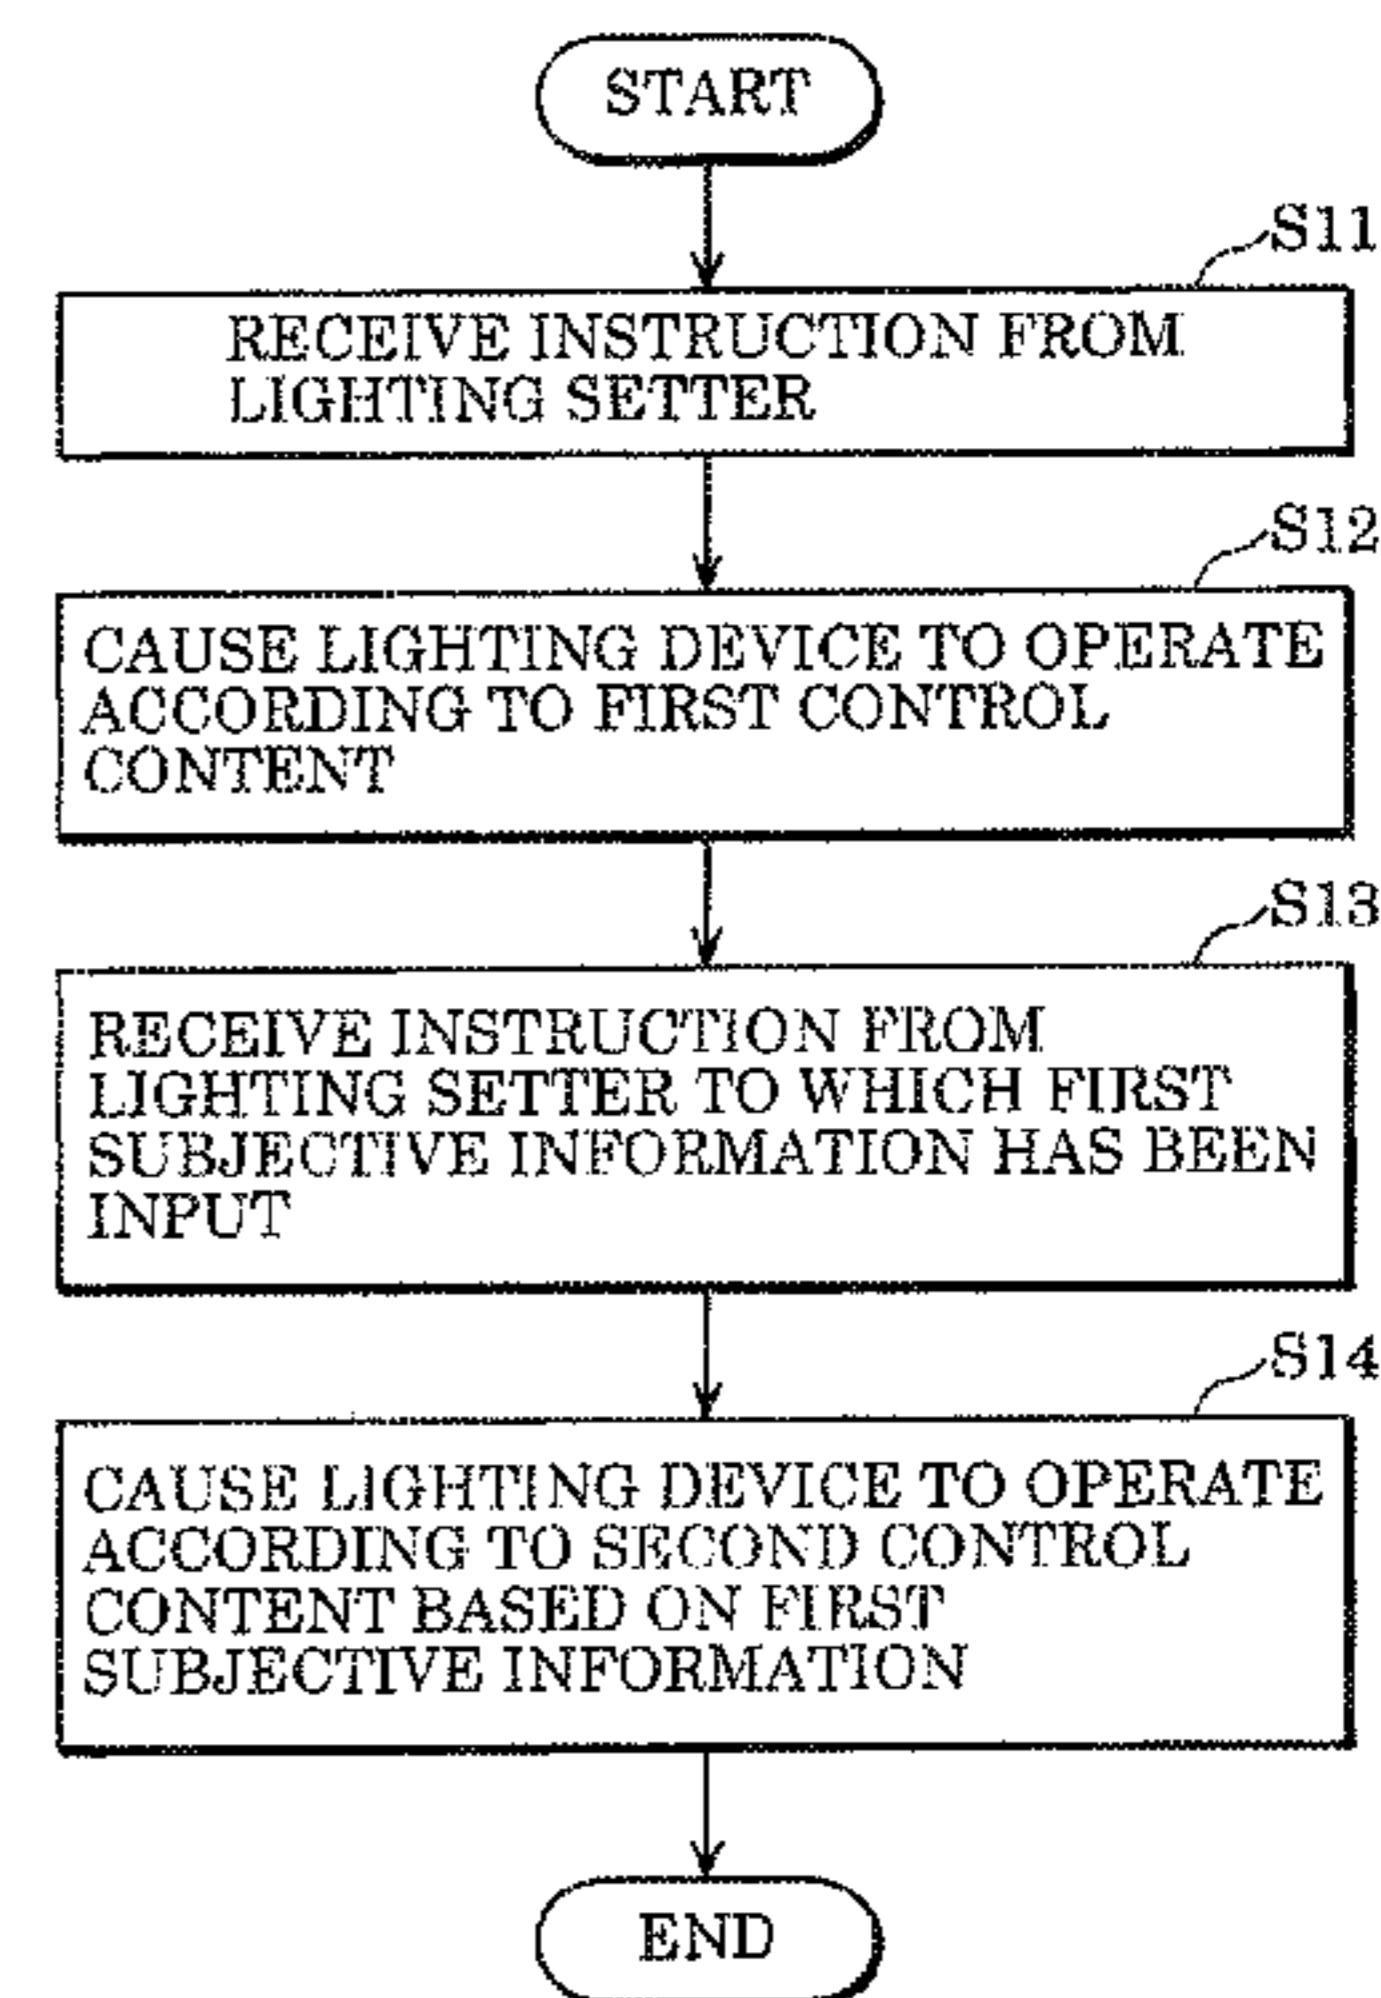 START
S11
RECEIVE INSTRUCTION FROM
LIGHTING SETTER
S12
CAUSE LIGHTING DEVICE TO OPERATE
ACCORDING TO FIRST CONTROL
CONTENT
S13
RECEIVE INSTRUCTION FROM
LIGHTING SETTER TO WHICH FIRST
SUBJECTIVE INFORMATION HAS BEEN
INPUT
S14
CAUSE LIGHTING DEVICE TO OPERATE
ACCORDING TO SECOND CONTROL
CONTENT BASED ON FIRST
SUBJECTIVE INFORMATION
END